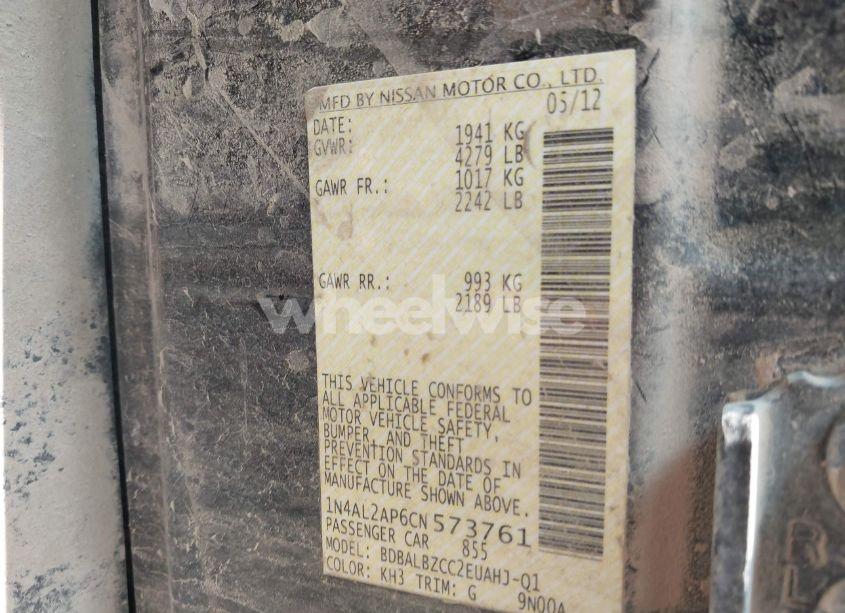 MFD BY NISSAN MOTOR CO., LTD.
DATE: 05/12
GVWR: 1941 KG
4279 LB
GAWR FR.: 1017 KG
2242 LB
GAWR RR.: 993 KG
2189 LB
wheelwise
THIS VEHICLE CONFORMS TO
ALL APPLICABLE FEDERAL
MOTOR VEHICLE SAFETY,
BUMPER, AND THEFT
PREVENTION STANDARDS IN
EFFECT ON THE DATE OF
MANUFACTURE SHOWN ABOVE.
1N4AL2AP6CN573761
PASSENGER CAR 855
MODEL: BDBALBZCC2EUAHJ-Q1
COLOR: KH3 TRIM: G 9N00A